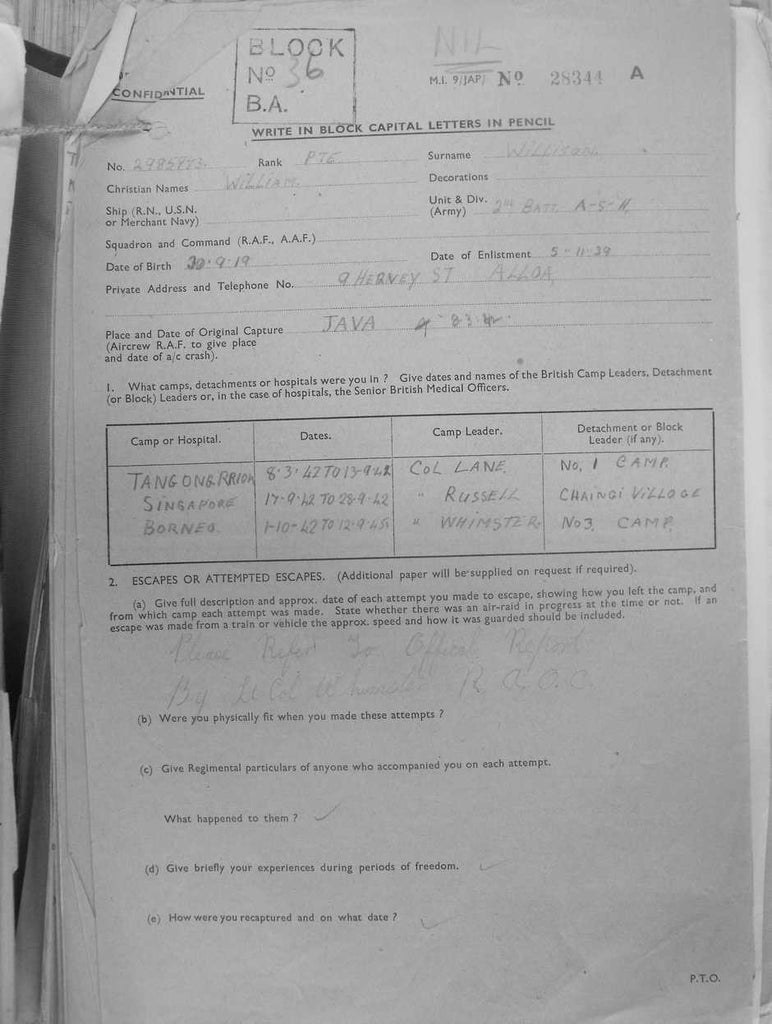 BLOCK
Nº 36
B.A.
NIL
CONFIDENTIAL
M.I. 9/JAP/ Nº 28344 A
WRITE IN BLOCK CAPITAL LETTERS IN PENCIL
No. 2985973. Rank PTE Surname WILLISON.
Christian Names WILLIAM. Decorations
Ship (R.N., U.S.N. or Merchant Navy) Unit & Div. (Army) 2ND BATT A-S-H
Squadron and Command (R.A.F., A.A.F.)
Date of Birth 30.9.19 Date of Enlistment 5-11-39
Private Address and Telephone No. 9 HERVEY ST ALLOA
Place and Date of Original Capture JAVA
(Aircrew R.A.F. to give place
and date of a/c crash).
1. What camps, detachments or hospitals were you in ? Give dates and names of the British Camp Leaders, Detachment
(or Block) Leaders or, in the case of hospitals, the Senior British Medical Officers.
Camp or Hospital. Dates. Camp Leader. Detachment or Block Leader (if any).
TANGONGRRIOK 8.3.42 TO 13-9-42 COL LANE. No, 1 CAMP.
SINGAPORE 17-9-42 TO 28-9-42 " RUSSELL CHAINGI VILLOGE
BORNEO. 1-10-42 TO 12.9.45 " WHIMSTER. No3 CAMP.
2. ESCAPES OR ATTEMPTED ESCAPES. (Additional paper will be supplied on request if required).
(a) Give full description and approx. date of each attempt you made to escape, showing how you left the camp, and
from which camp each attempt was made. State whether there was an air-raid in progress at the time or not. If an
escape was made from a train or vehicle the approx. speed and how it was guarded should be included.
Please Refer To Offical Report
By Lt Col Whimster R.A.O.C.
(b) Were you physically fit when you made these attempts ?
(c) Give Regimental particulars of anyone who accompanied you on each attempt.
What happened to them ?
(d) Give briefly your experiences during periods of freedom.
(e) How were you recaptured and on what date ?
P.T.O.